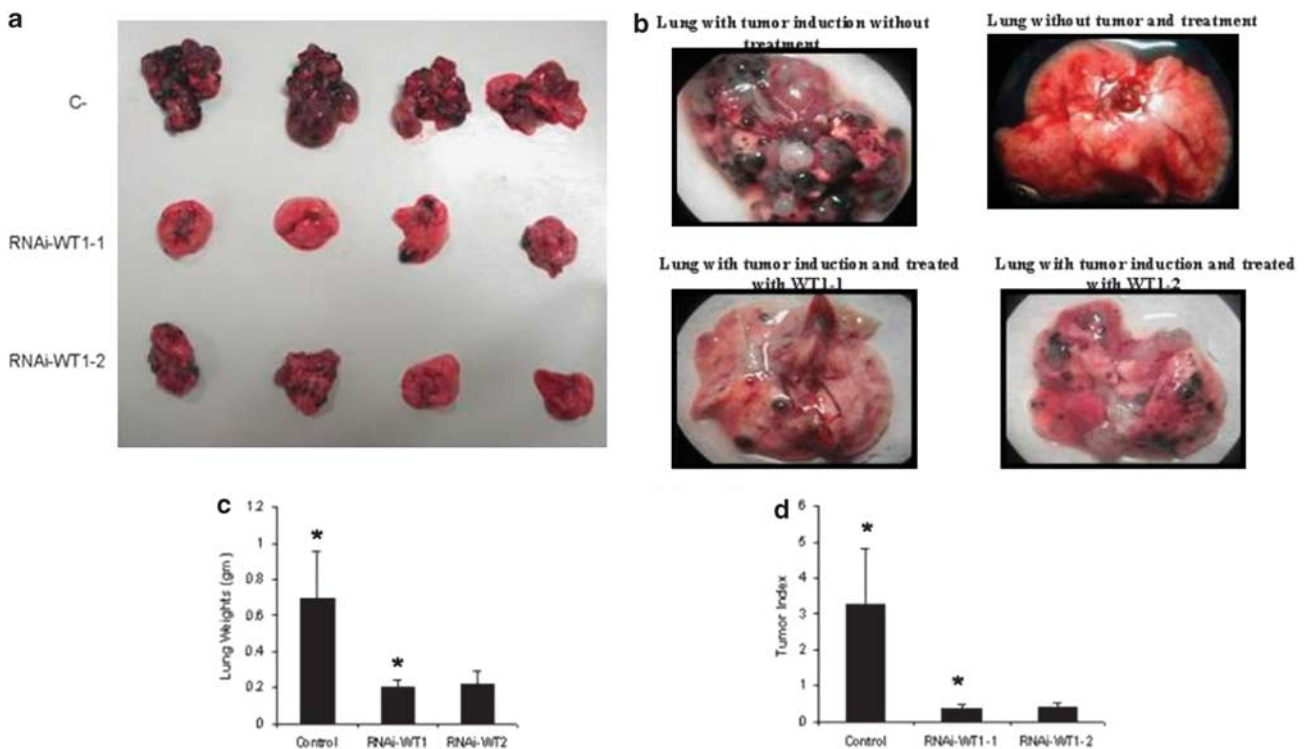 a
C-
RNAi-WT1-1
RNAi-WT1-2
b
Lung with tumor induction without
treatment
Lung without tumor and treatment
Lung with tumor induction and treated
with WT1-1
Lung with tumor induction and treated
with WT1-2
c
Lung Weights (gm)
1.2
1
0.8
0.6
0.4
0.2
0
*
*
Control
RNAi-WT1
RNAi-WT2
d
Tumor Index
6
5
4
3
2
1
0
*
*
Control
RNAi-WT1-1
RNAi-WT1-2